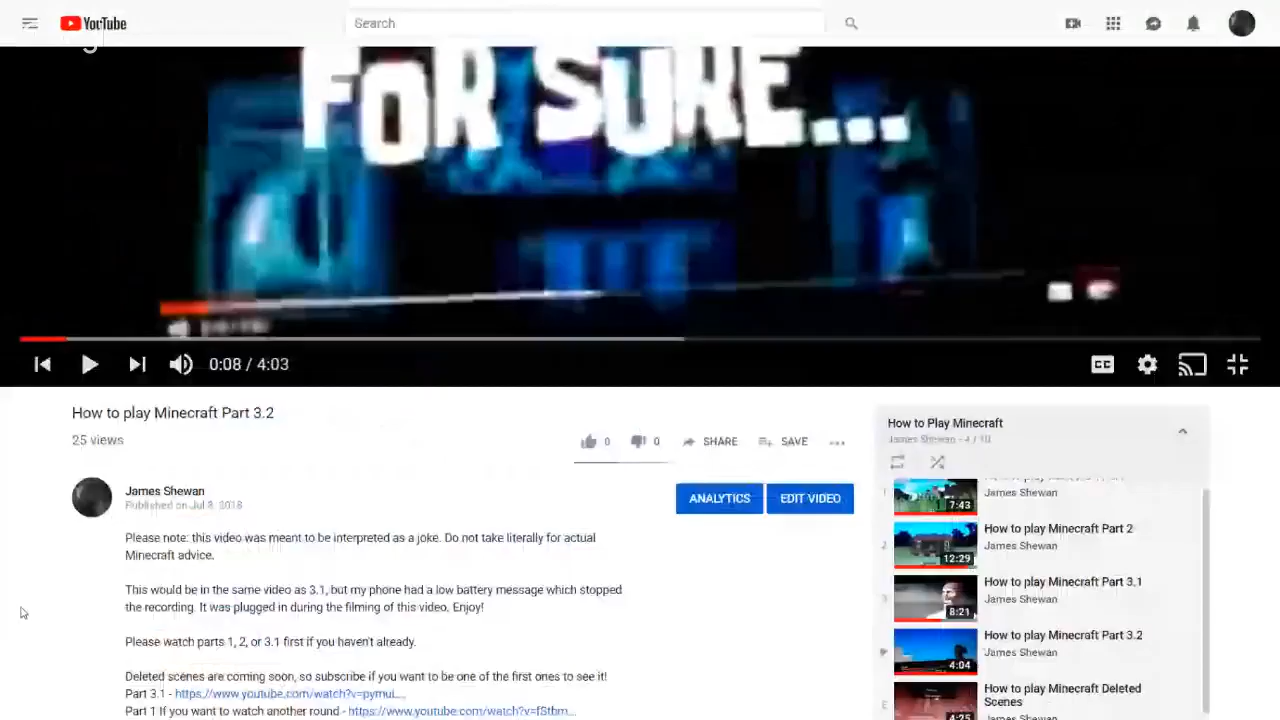 YouTube
Search
FOR SURE...
0:08 / 4:03
CC
How to play Minecraft Part 3.2
25 views
0
0
SHARE
SAVE
How to Play Minecraft
James Shewan - 4 / 10
James Shewan
Published on Jul 8, 2018
ANALYTICS
EDIT VIDEO
Please note: this video was meant to be interpreted as a joke. Do not take literally for actual
Minecraft advice.
This would be in the same video as 3.1, but my phone had a low battery message which stopped
the recording. It was plugged in during the filming of this video. Enjoy!
Please watch parts 1, 2, or 3.1 first if you haven't already.
Deleted scenes are coming soon, so subscribe if you want to be one of the first ones to see it!
Part 3.1 - https://www.youtube.com/watch?v=pymuL...
Part 1 If you want to watch another round - https://www.youtube.com/watch?v=fSthm...
James Shewan
7:43
2
How to play Minecraft Part 2
James Shewan
12:29
3
How to play Minecraft Part 3.1
James Shewan
8:21
How to play Minecraft Part 3.2
James Shewan
4:04
How to play Minecraft Deleted
Scenes
James Shewan
4:25